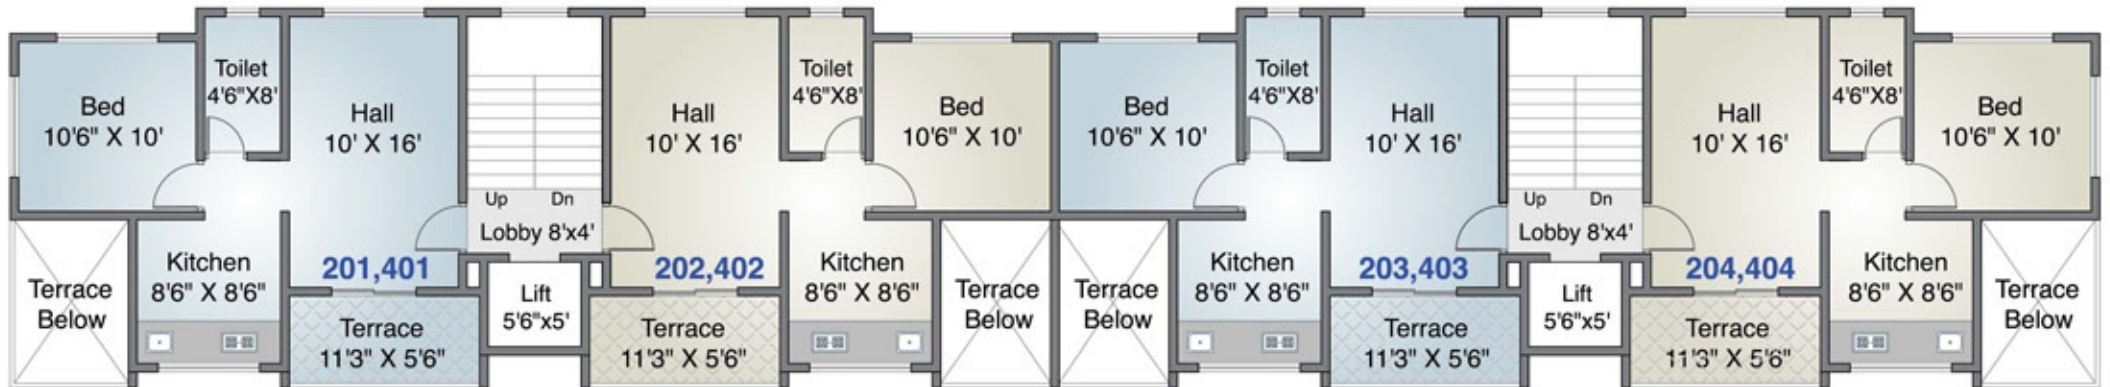 Bed
10'6" X 10'
Toilet
4'6"X8'
Hall
10' X 16'
Up Dn
Lobby 8'x4'
Hall
10' X 16'
Toilet
4'6"X8'
Bed
10'6" X 10'
Bed
10'6" X 10'
Toilet
4'6"X8'
Hall
10' X 16'
Up Dn
Lobby 8'x4'
Hall
10' X 16'
Toilet
4'6"X8'
Bed
10'6" X 10'
Terrace
Below
Kitchen
8'6" X 8'6"
201,401
Terrace
11'3" X 5'6"
Lift
5'6"x5'
202,402
Terrace
11'3" X 5'6"
Kitchen
8'6" X 8'6"
Terrace
Below
Terrace
Below
Kitchen
8'6" X 8'6"
203,403
Terrace
11'3" X 5'6"
Lift
5'6"x5'
204,404
Terrace
11'3" X 5'6"
Kitchen
8'6" X 8'6"
Terrace
Below